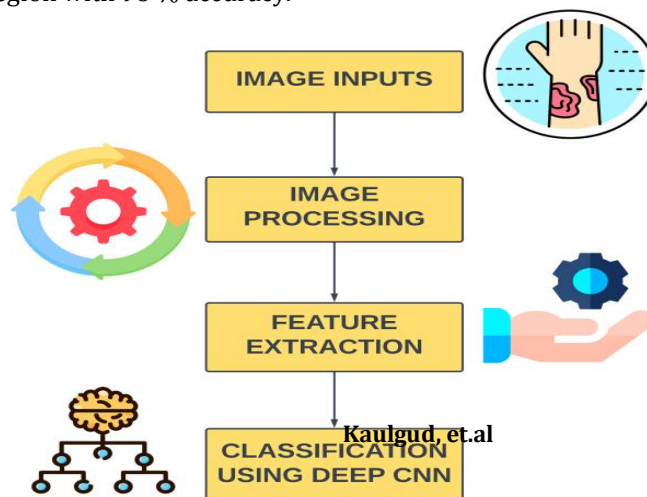 IMAGE INPUTS
IMAGE
PROCESSING
FEATURE
EXTRACTION
Kaulgud, et.al
CLASSIFICATION
USING DEEP CNN